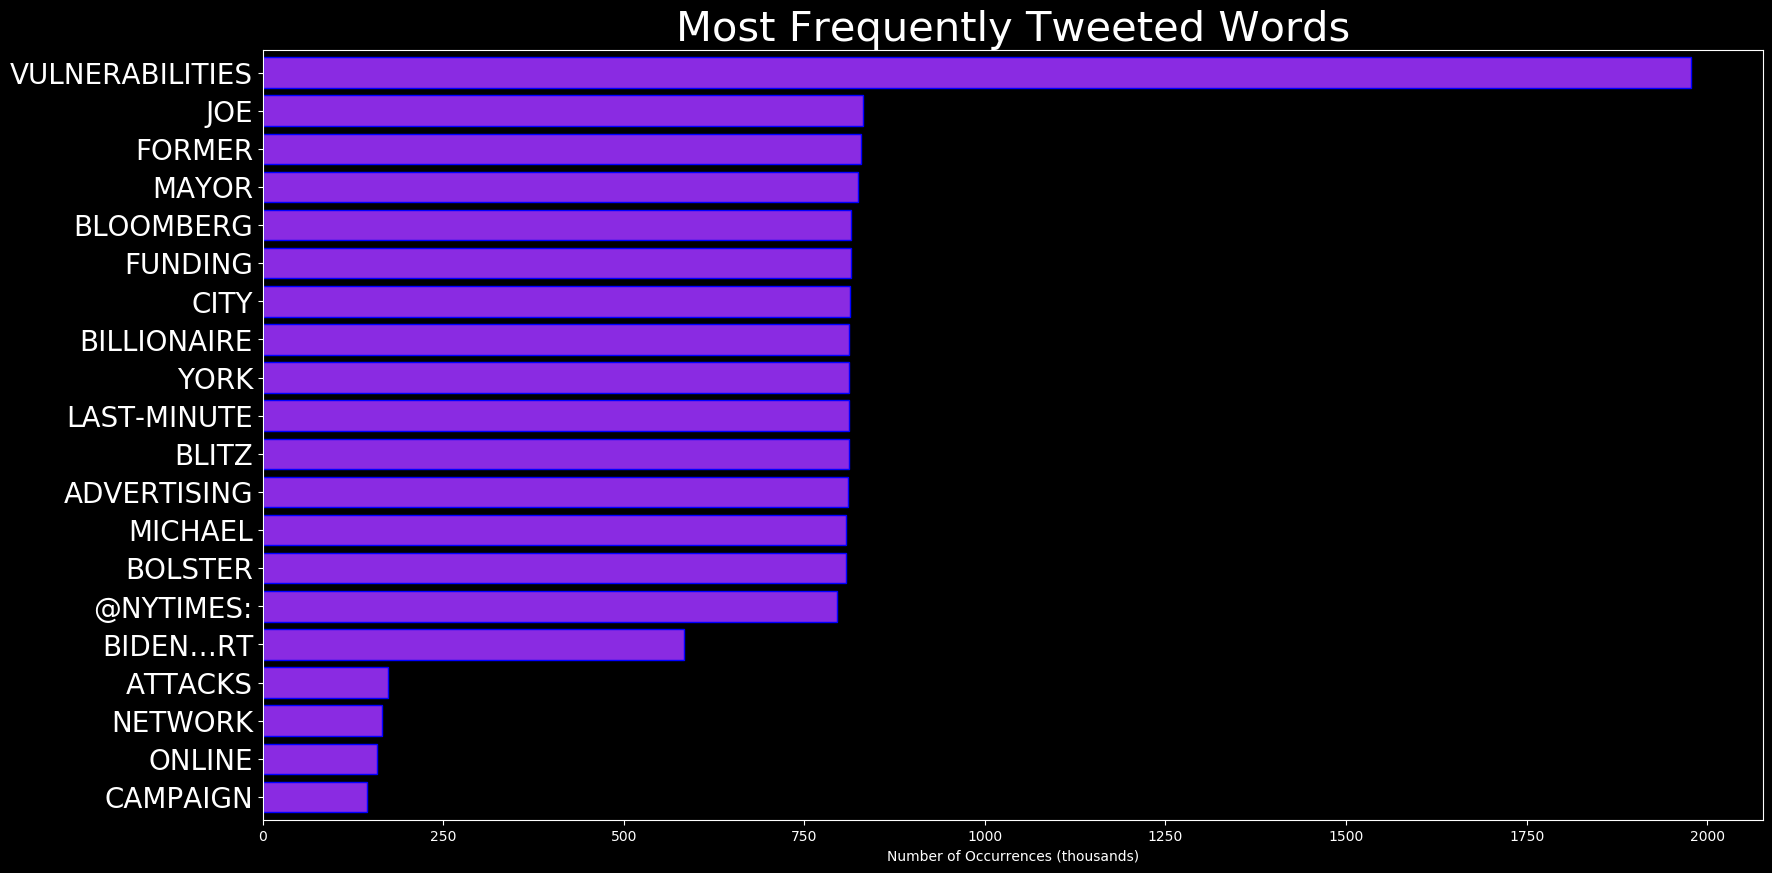 Most Frequently Tweeted Words
VULNERABILITIES
JOE
FORMER
MAYOR
BLOOMBERG
FUNDING
CITY
BILLIONAIRE
YORK
LAST-MINUTE
BLITZ
ADVERTISING
MICHAEL
BOLSTER
@NYTIMES:
BIDEN…RT
ATTACKS
NETWORK
ONLINE
CAMPAIGN
0 250 500 750 1000 1250 1500 1750 2000
Number of Occurrences (thousands)